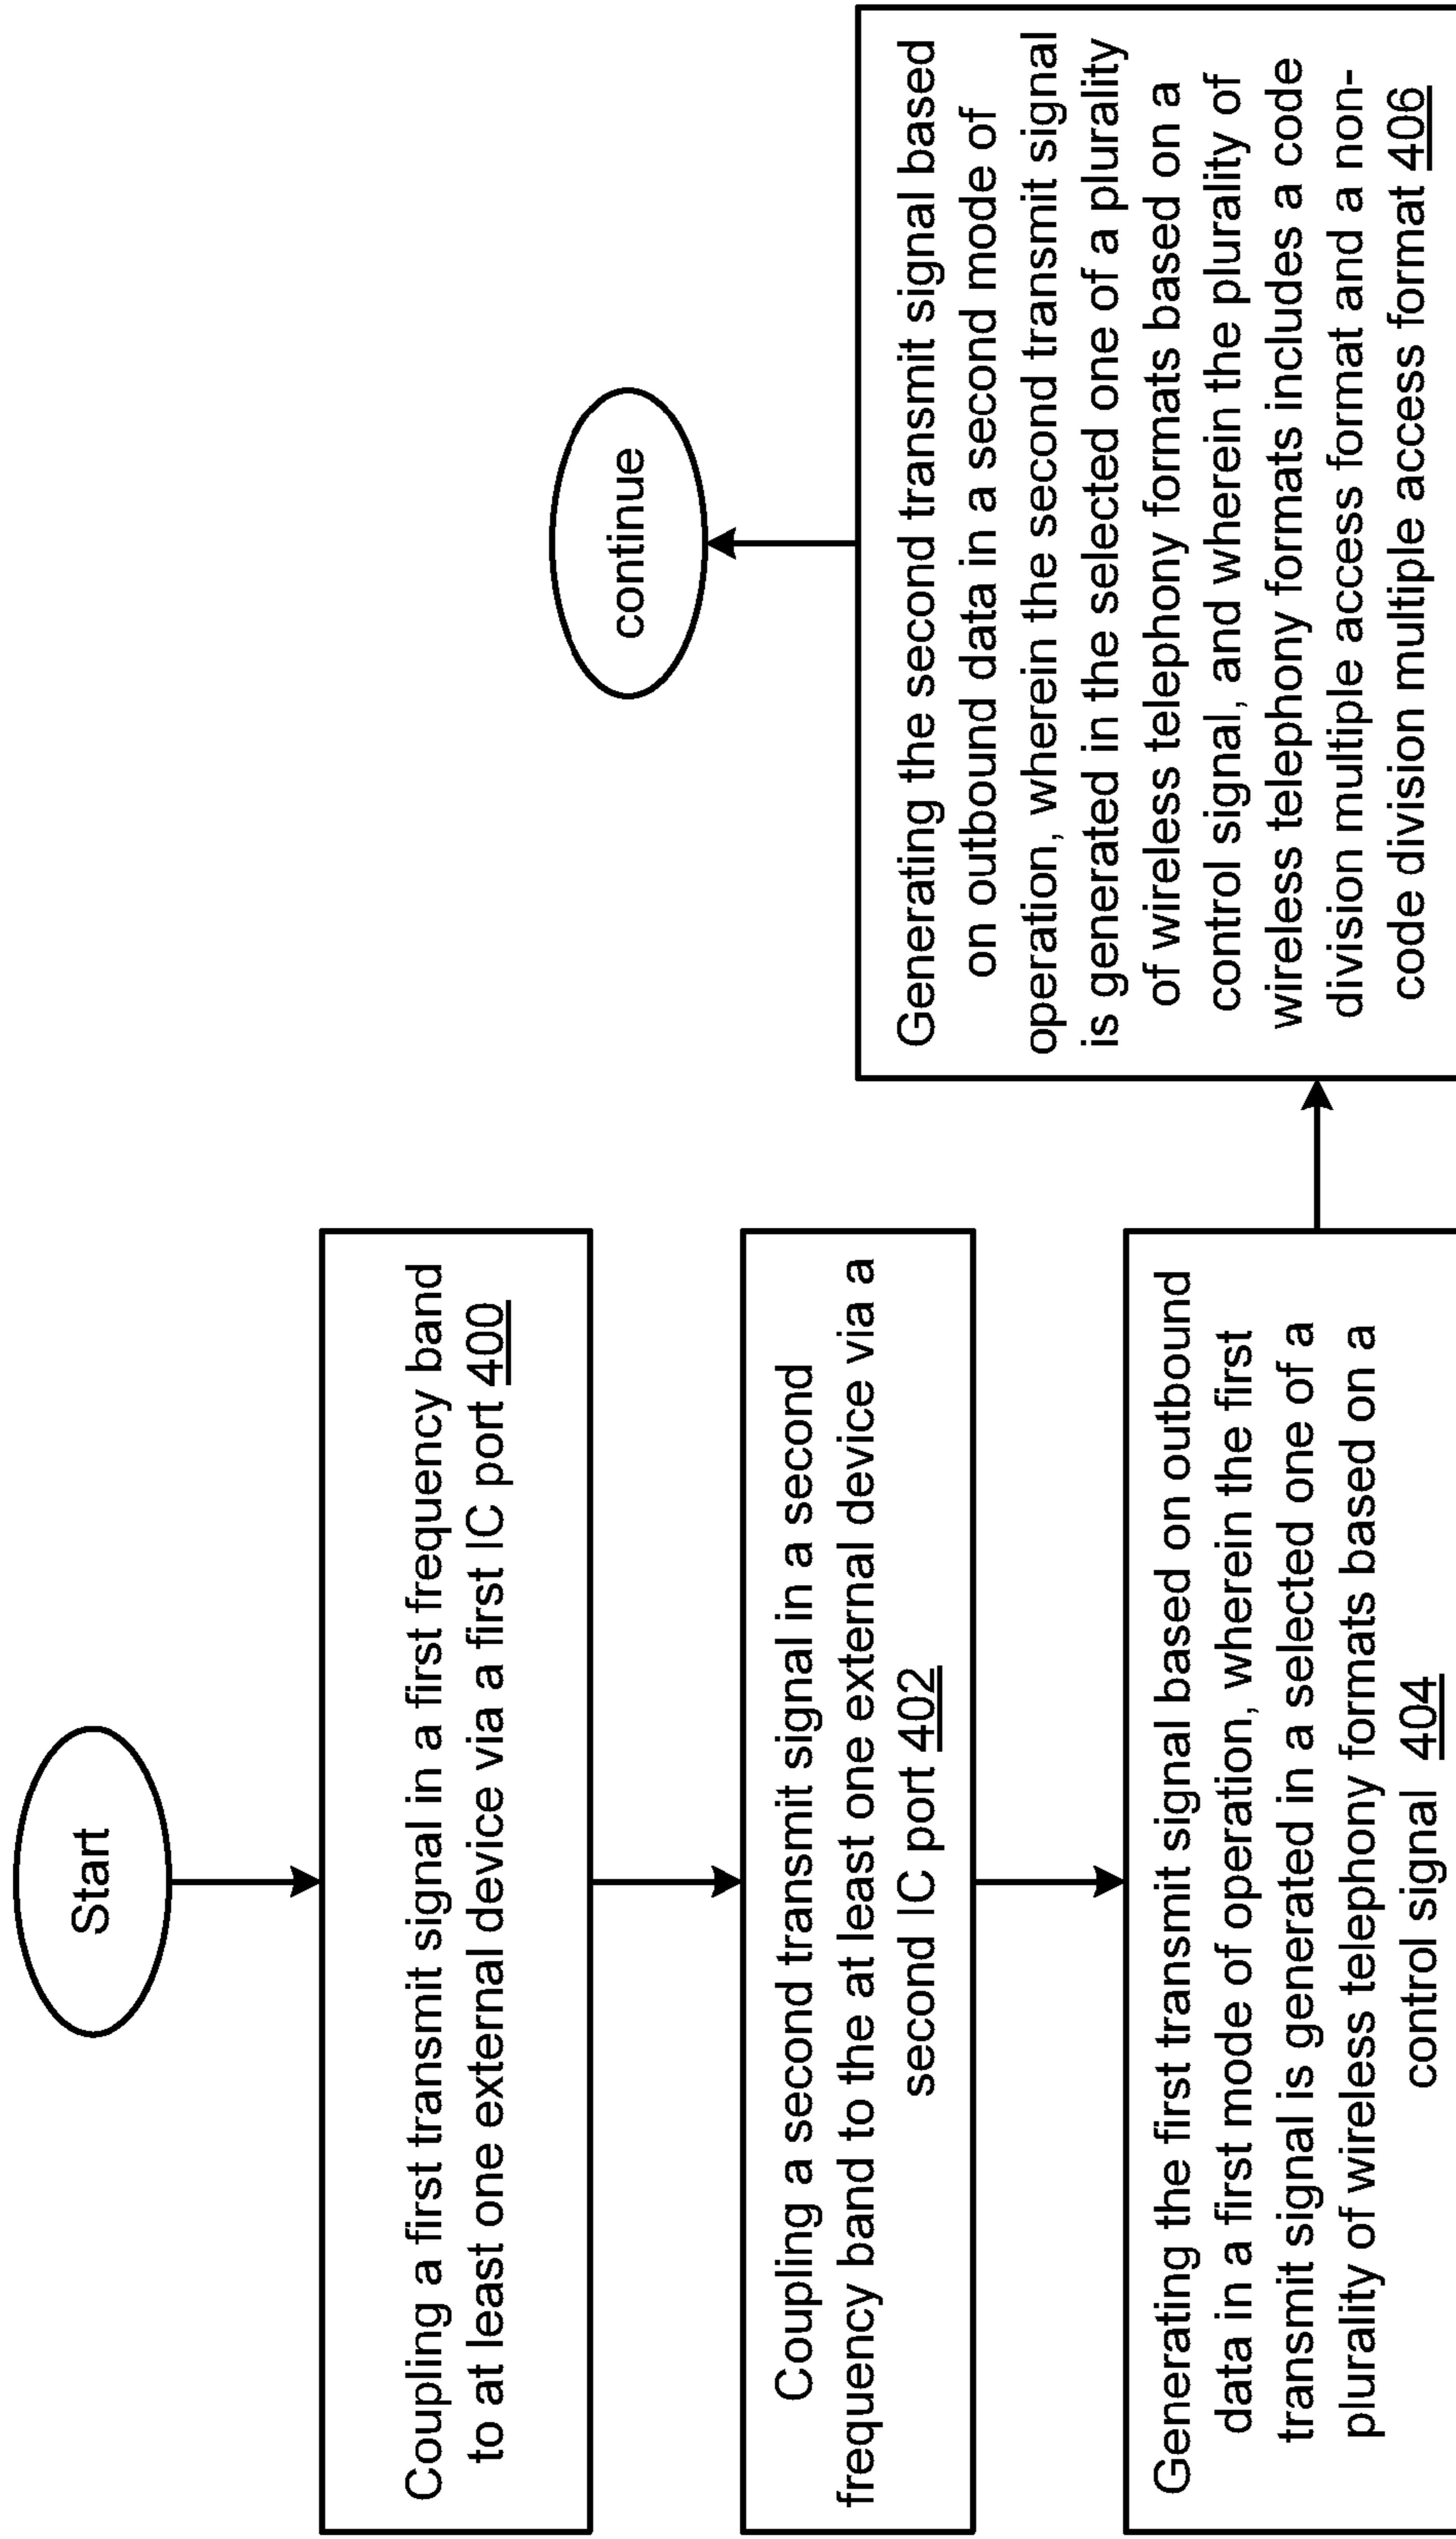 Start
Coupling a first transmit signal in a first frequency band
to at least one external device via a first IC port 400
Coupling a second transmit signal in a second
frequency band to the at least one external device via a
second IC port 402
Generating the first transmit signal based on outbound
data in a first mode of operation, wherein the first
transmit signal is generated in a selected one of a
plurality of wireless telephony formats based on a
control signal 404
Generating the second transmit signal based
on outbound data in a second mode of
operation, wherein the second transmit signal
is generated in the selected one of a plurality
of wireless telephony formats based on a
control signal, and wherein the plurality of
wireless telephony formats includes a code
division multiple access format and a non-
code division multiple access format 406
continue